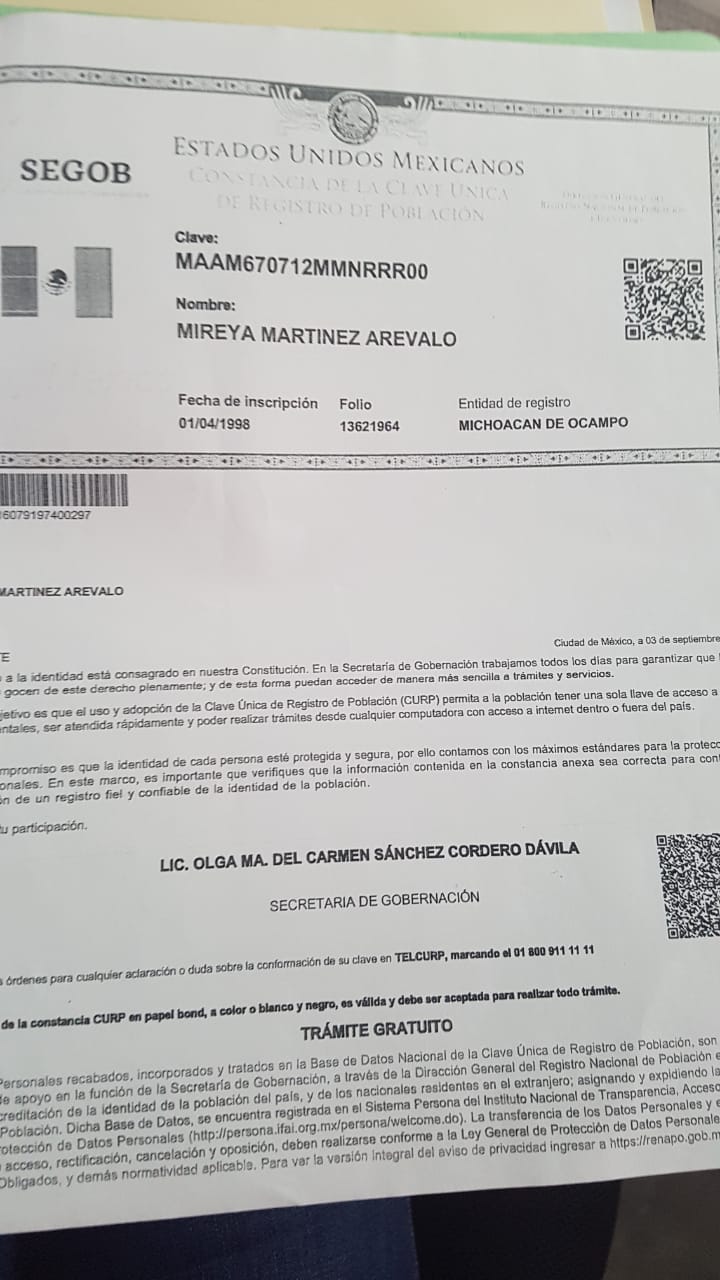 SEGOB
ESTADOS UNIDOS MEXICANOS
CONSTANCIA DE LA CLAVE ÚNICA
DE REGISTRO DE POBLACIÓN
Clave:
MAAM670712MMNRRR00
Nombre:
MIREYA MARTINEZ AREVALO
Fecha de inscripción Folio Entidad de registro
01/04/1998 13621964 MICHOACAN DE OCAMPO
6079197400297
MARTINEZ AREVALO
Ciudad de México, a 03 de septiembre
TE
a la identidad está consagrado en nuestra Constitución. En la Secretaría de Gobernación trabajamos todos los días para garantizar que
gocen de este derecho plenamente; y de esta forma puedan acceder de manera más sencilla a trámites y servicios.
jetivo es que el uso y adopción de la Clave Única de Registro de Población (CURP) permita a la población tener una sola llave de acceso a
entales, ser atendida rápidamente y poder realizar trámites desde cualquier computadora con acceso a internet dentro o fuera del país.
mpromiso es que la identidad de cada persona esté protegida y segura, por ello contamos con los máximos estándares para la protecc
onales. En este marco, es importante que verifiques que la información contenida en la constancia anexa sea correcta para con
ón de un registro fiel y confiable de la identidad de la población.
tu participación.
LIC. OLGA MA. DEL CARMEN SÁNCHEZ CORDERO DÁVILA
SECRETARIA DE GOBERNACIÓN
s órdenes para cualquier aclaración o duda sobre la conformación de su clave en TELCURP, marcando el 01 800 911 11 11
de la constancia CURP en papel bond, a color o blanco y negro, es válida y debe ser aceptada para realizar todo trámite.
TRÁMITE GRATUITO
Personales recabados, incorporados y tratados en la Base de Datos Nacional de la Clave Única de Registro de Población, son
de apoyo en la función de la Secretaría de Gobernación, a través de la Dirección General del Registro Nacional de Población e
creditación de la identidad de la población del país, y de los nacionales residentes en el extranjero; asignando y expidiendo la
Población. Dicha Base de Datos, se encuentra registrada en el Sistema Persona del Instituto Nacional de Transparencia, Acceso
rotección de Datos Personales (http://persona.ifai.org.mx/persona/welcome.do). La transferencia de los Datos Personales y e
acceso, rectificación, cancelación y oposición, deben realizarse conforme a la Ley General de Protección de Datos Personale
Obligados, y demás normatividad aplicable. Para ver la versión integral del aviso de privacidad ingresar a https://renapo.gob.m